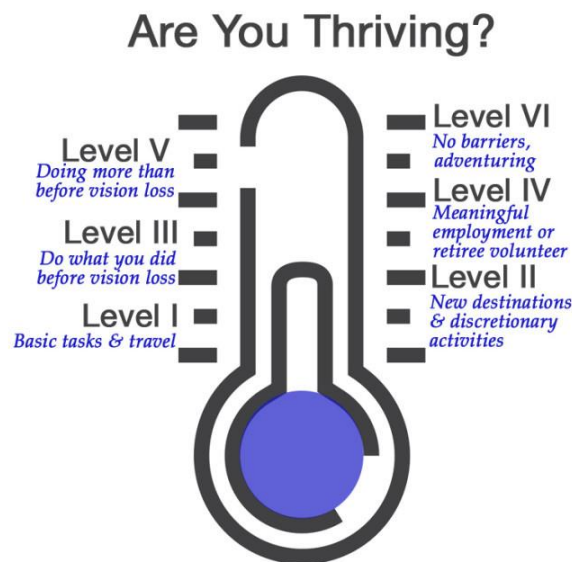 Are You Thriving?
Level VI
No barriers,
adventuring
Level V
Doing more than
before vision loss
Level IV
Meaningful
employment or
retiree volunteer
Level III
Do what you did
before vision loss
Level II
New destinations
& discretionary
activities
Level I
Basic tasks & travel